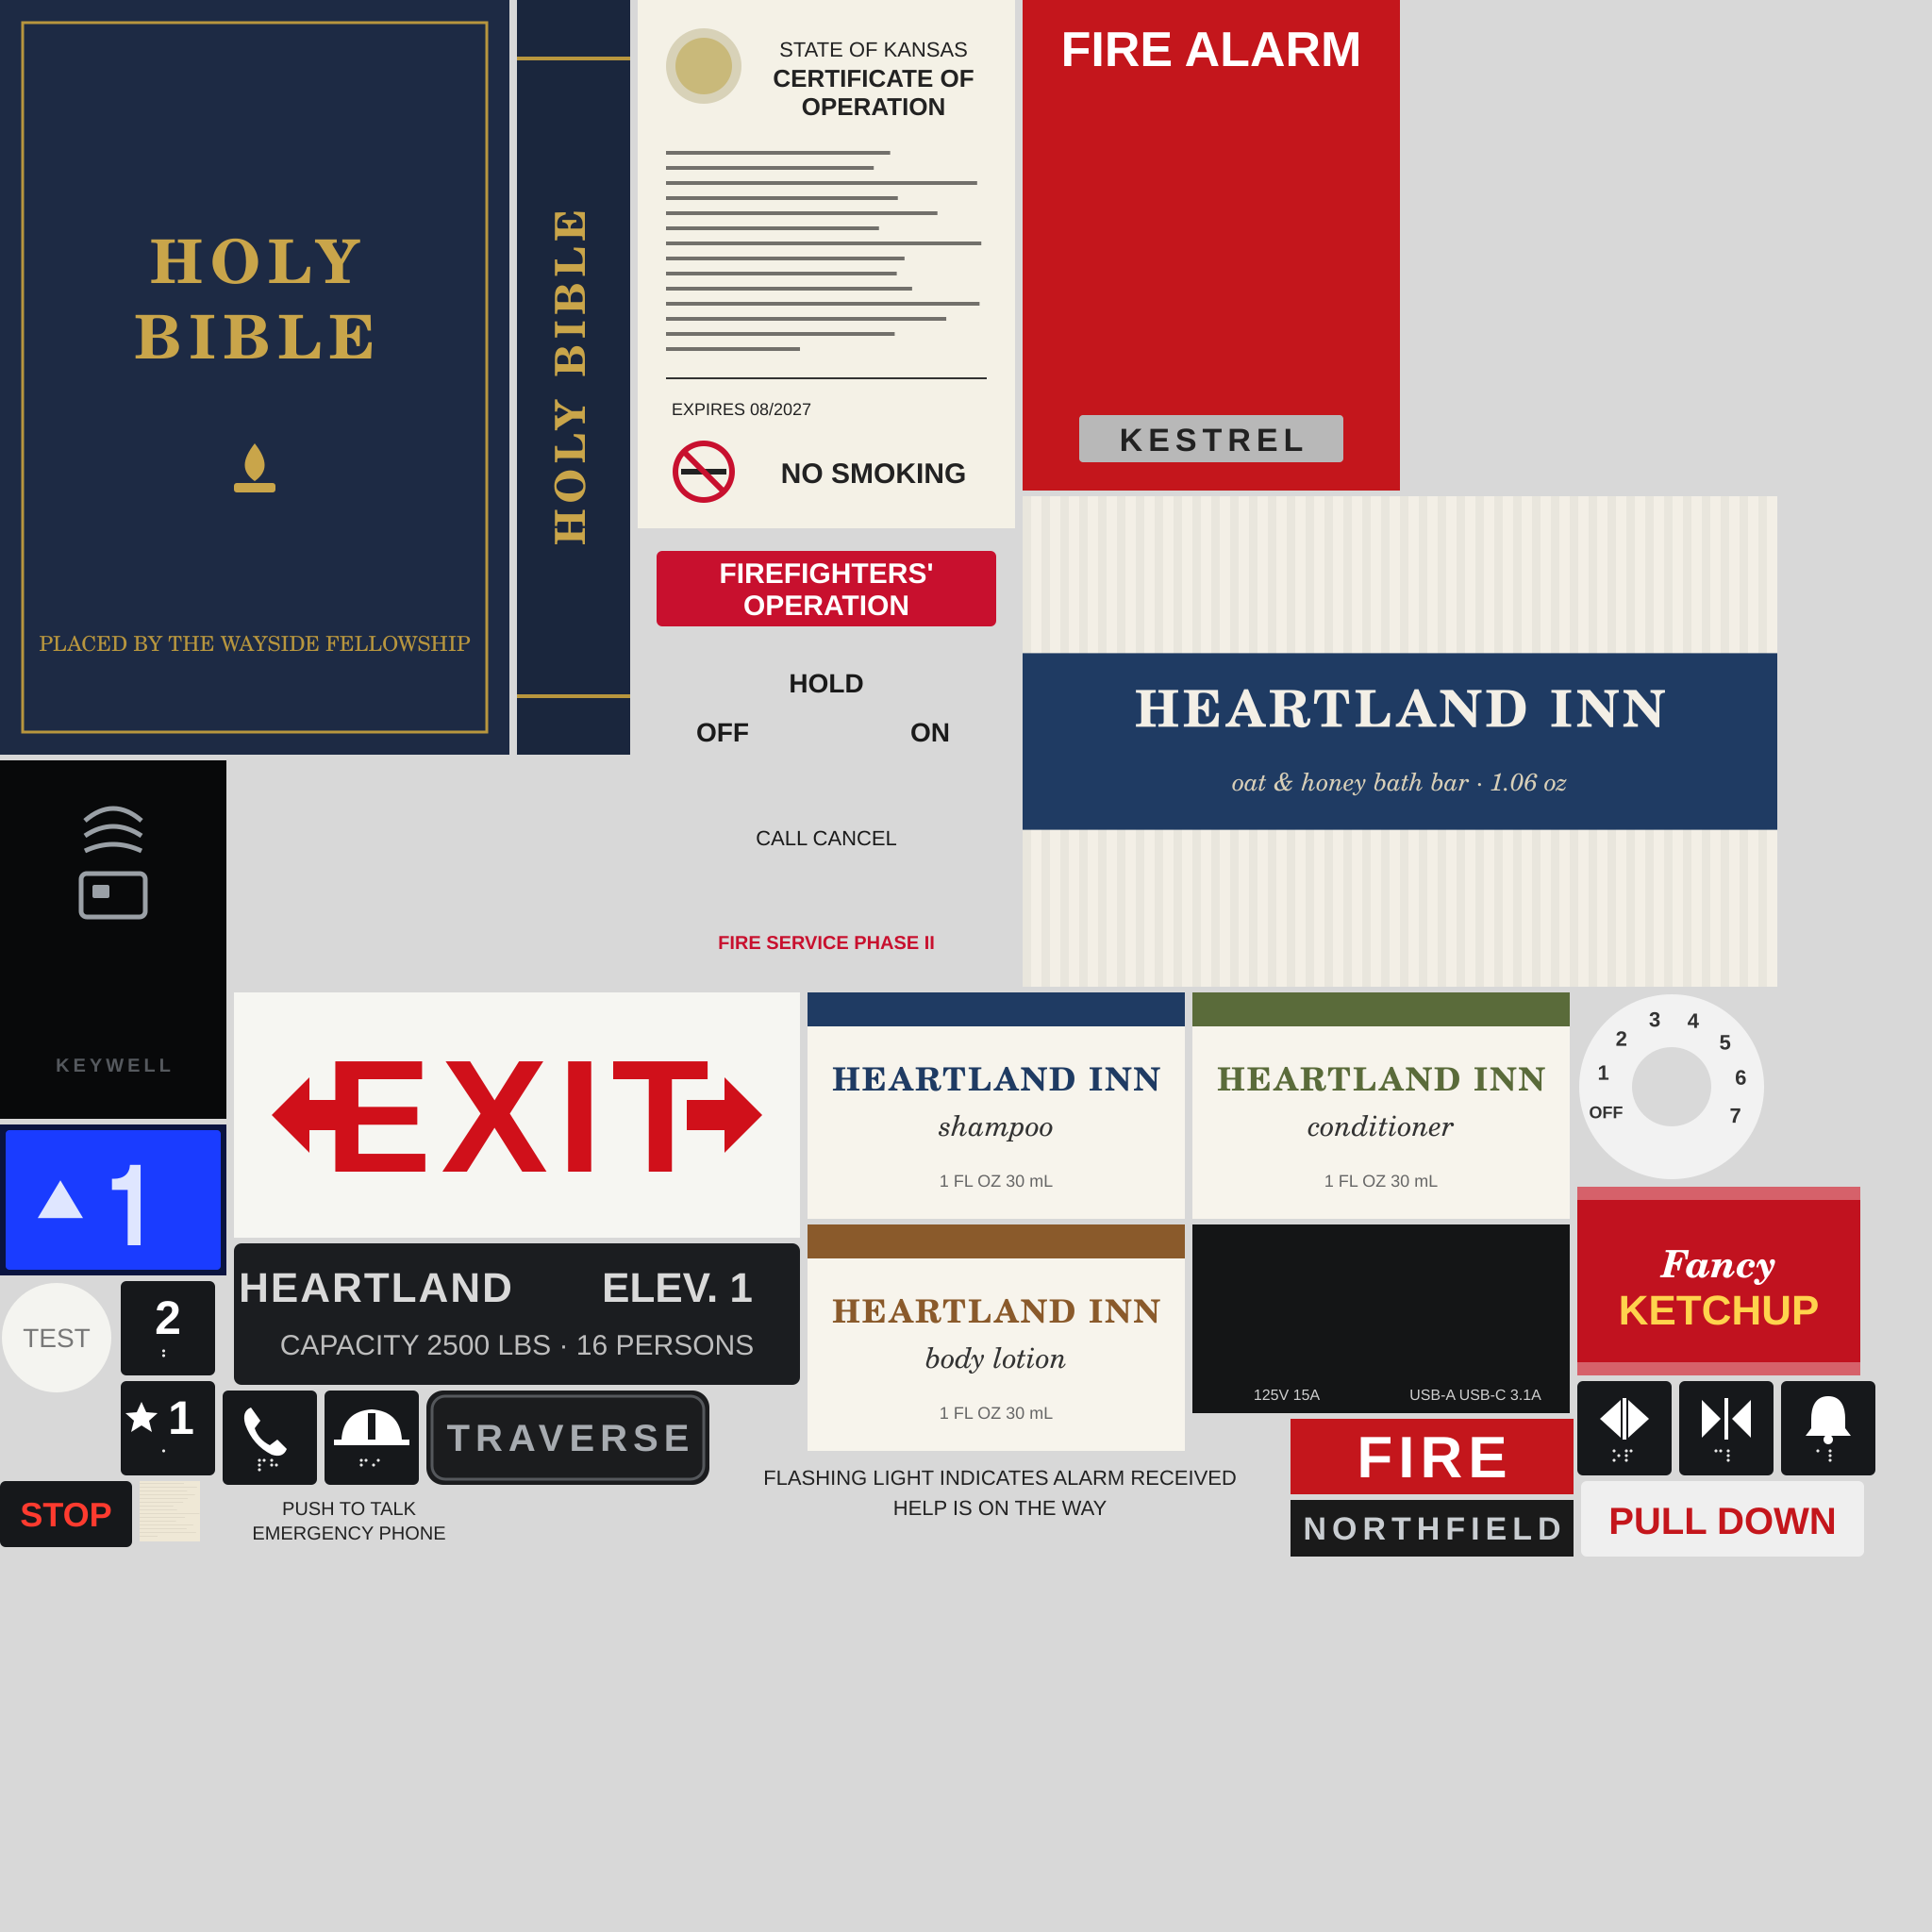 HOLY
BIBLE
PLACED BY THE WAYSIDE FELLOWSHIP
HOLY BIBLE
STATE OF KANSAS
CERTIFICATE OF
OPERATION
EXPIRES 08/2027
NO SMOKING
FIRE ALARM
KESTREL
FIREFIGHTERS'
OPERATION
HOLD
OFF ON
CALL CANCEL
FIRE SERVICE PHASE II
HEARTLAND INN
oat & honey bath bar · 1.06 oz
KEYWELL
1
EXIT
HEARTLAND INN
shampoo
1 FL OZ 30 mL
HEARTLAND INN
conditioner
1 FL OZ 30 mL
OFF 1 2 3 4 5 6 7
HEARTLAND ELEV. 1
CAPACITY 2500 LBS · 16 PERSONS
HEARTLAND INN
body lotion
1 FL OZ 30 mL
125V 15A USB-A USB-C 3.1A
Fancy
KETCHUP
TEST
2
1
TRAVERSE
STOP
PUSH TO TALK
EMERGENCY PHONE
FLASHING LIGHT INDICATES ALARM RECEIVED
HELP IS ON THE WAY
FIRE
NORTHFIELD
PULL DOWN